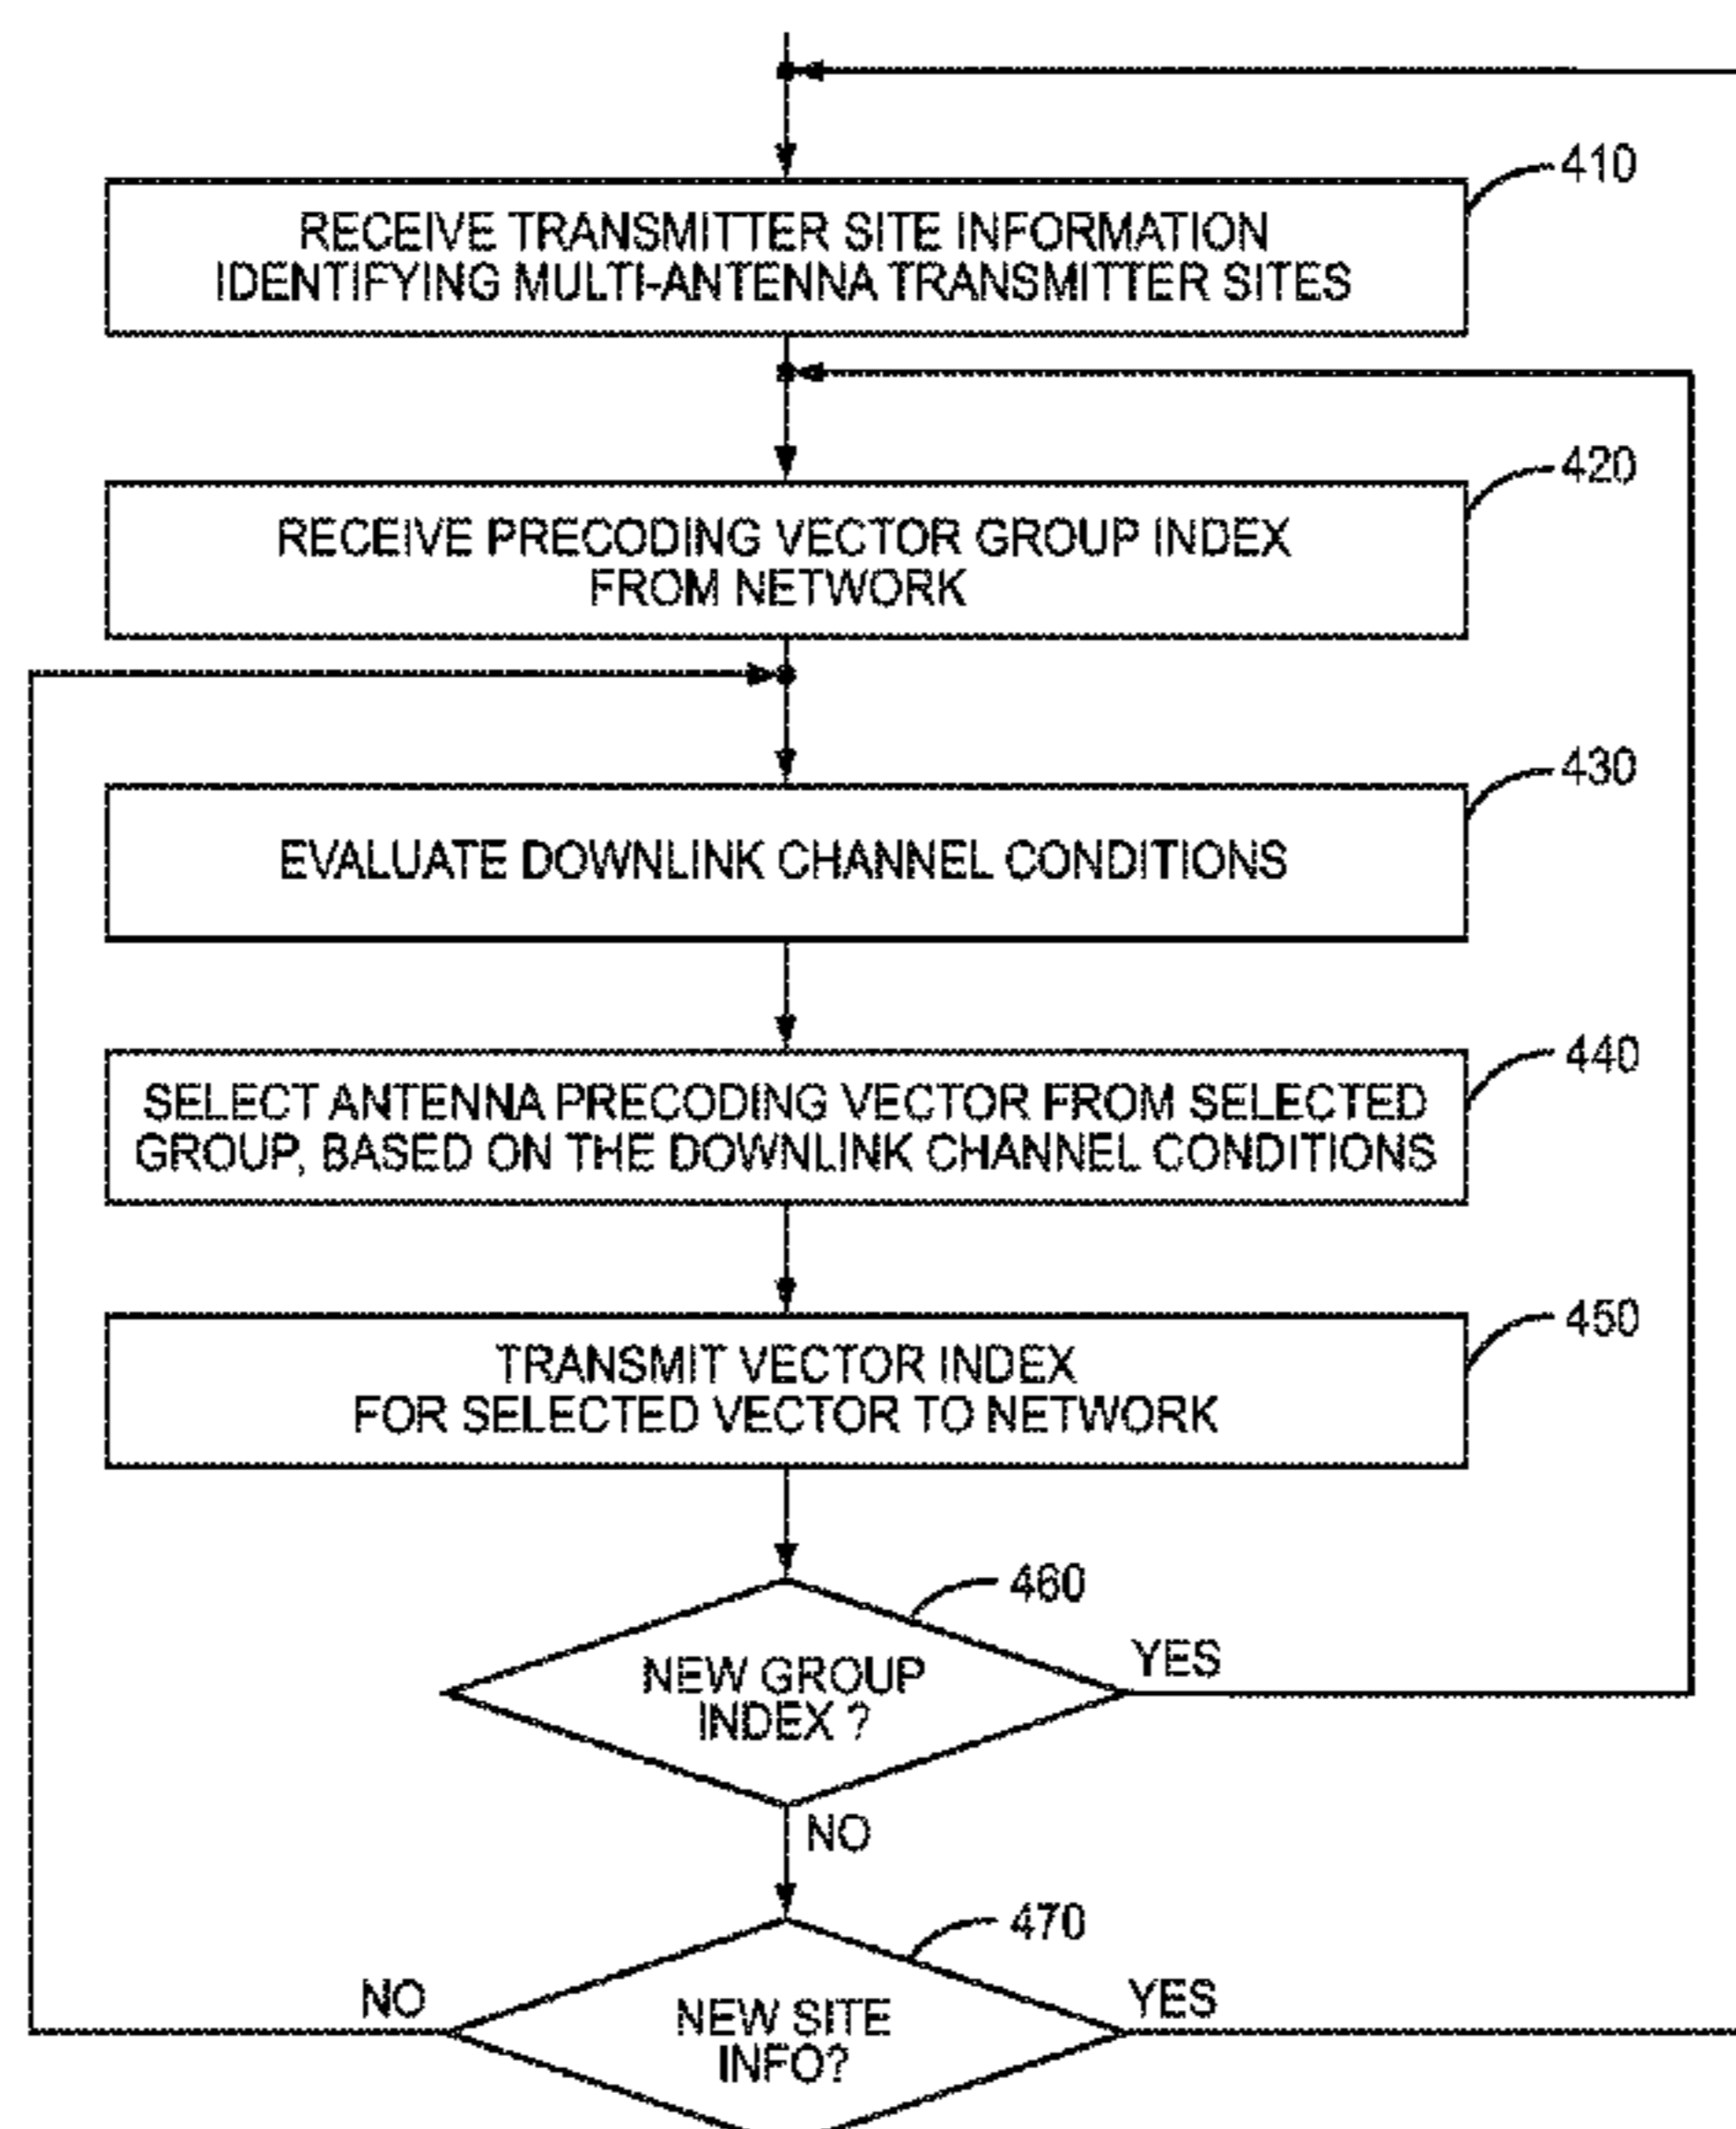 410
RECEIVE TRANSMITTER SITE INFORMATION
IDENTIFYING MULTI-ANTENNA TRANSMITTER SITES
420
RECEIVE PRECODING VECTOR GROUP INDEX
FROM NETWORK
430
EVALUATE DOWNLINK CHANNEL CONDITIONS
440
SELECT ANTENNA PRECODING VECTOR FROM SELECTED
GROUP, BASED ON THE DOWNLINK CHANNEL CONDITIONS
450
TRANSMIT VECTOR INDEX
FOR SELECTED VECTOR TO NETWORK
460
NEW GROUP
INDEX ?
YES
NO
470
NEW SITE
INFO?
NO
YES